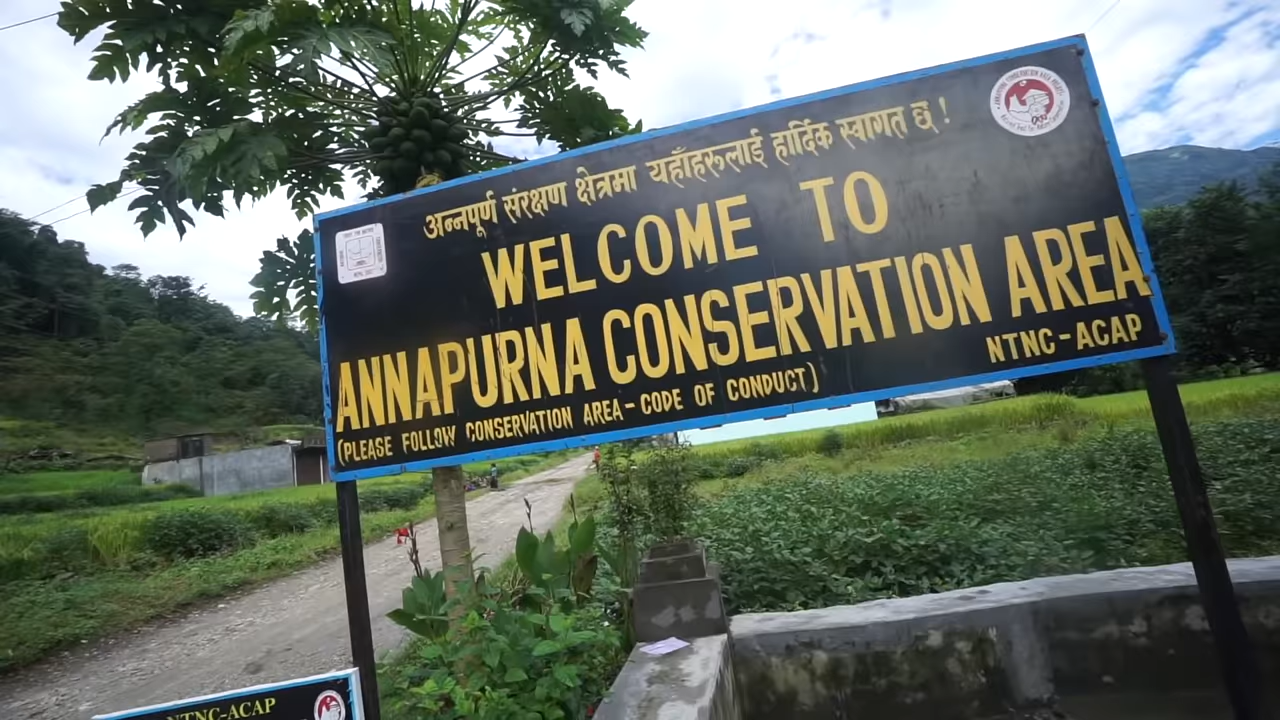 अन्नपूर्ण संरक्षण क्षेत्रमा यहाँहरूलाई हार्दिक स्वागत छ !
WELCOME TO
ANNAPURNA CONSERVATION AREA
NTNC-ACAP
(PLEASE FOLLOW CONSERVATION AREA - CODE OF CONDUCT)
NTNC-ACAP